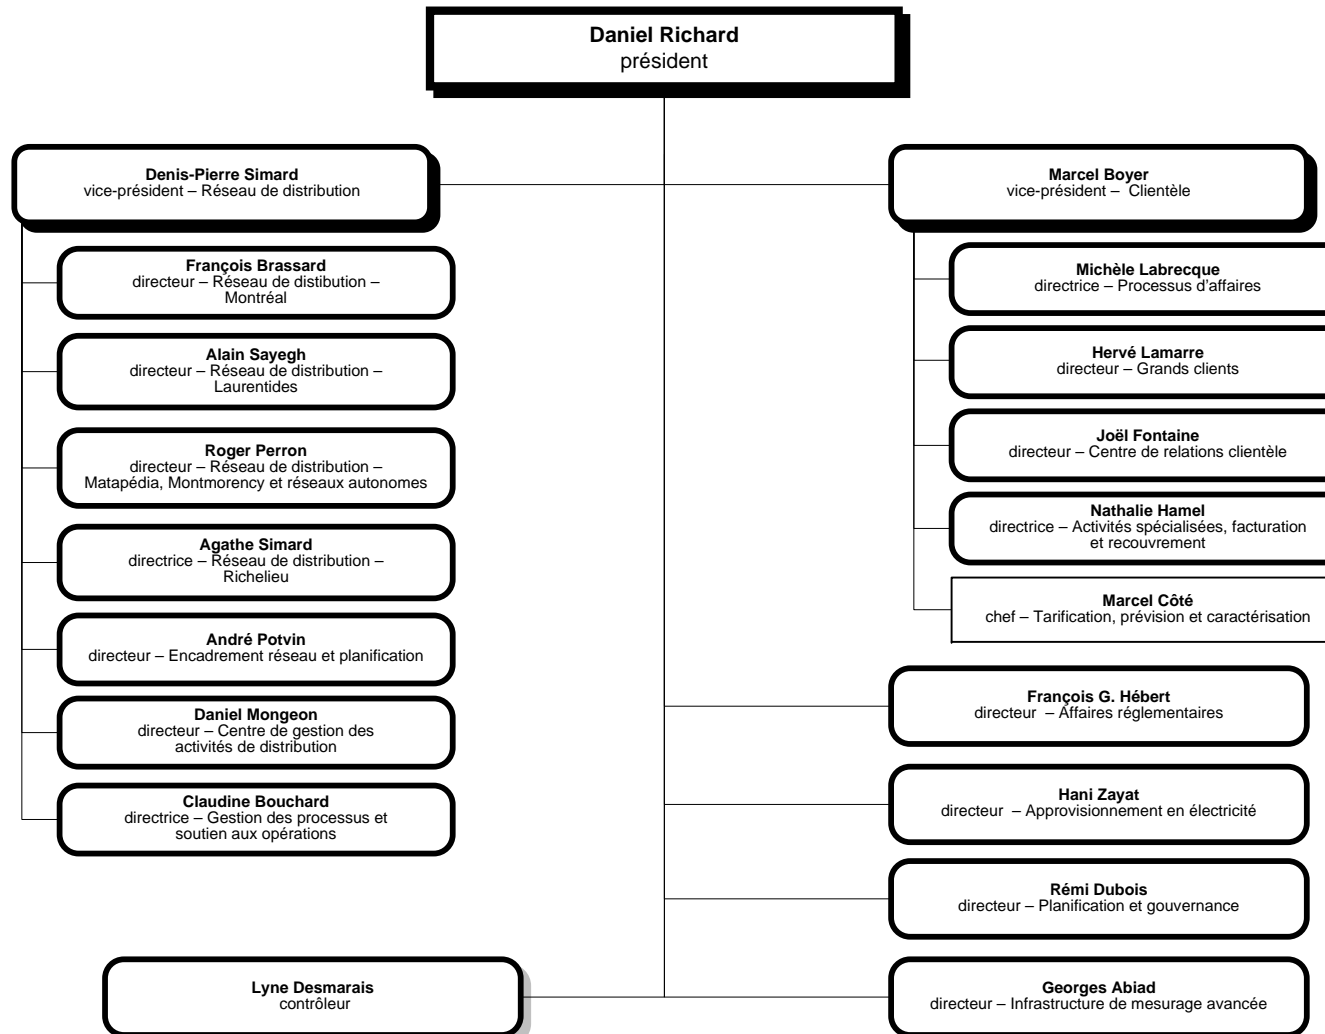 Daniel Richard
président
Denis-Pierre Simard
vice-président – Réseau de distribution
François Brassard
directeur – Réseau de distibution –
Montréal
Alain Sayegh
directeur – Réseau de distribution –
Laurentides
Roger Perron
directeur – Réseau de distribution –
Matapédia, Montmorency et réseaux autonomes
Agathe Simard
directrice – Réseau de distribution –
Richelieu
André Potvin
directeur – Encadrement réseau et planification
Daniel Mongeon
directeur – Centre de gestion des
activités de distribution
Claudine Bouchard
directrice – Gestion des processus et
soutien aux opérations
Marcel Boyer
vice-président – Clientèle
Michèle Labrecque
directrice – Processus d'affaires
Hervé Lamarre
directeur – Grands clients
Joël Fontaine
directeur – Centre de relations clientèle
Nathalie Hamel
directrice – Activités spécialisées, facturation
et recouvrement
Marcel Côté
chef – Tarification, prévision et caractérisation
François G. Hébert
directeur – Affaires réglementaires
Hani Zayat
directeur – Approvisionnement en électricité
Rémi Dubois
directeur – Planification et gouvernance
Lyne Desmarais
contrôleur
Georges Abiad
directeur – Infrastructure de mesurage avancée